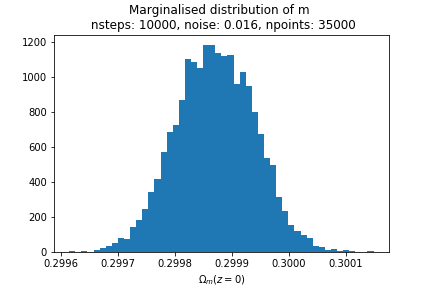 Marginalised distribution of m
nsteps: 10000, noise: 0.016, npoints: 35000
1200
1000
800
600
400
200
0
0.2996 0.2997 0.2998 0.2999 0.3000 0.3001
Ωm(z = 0)